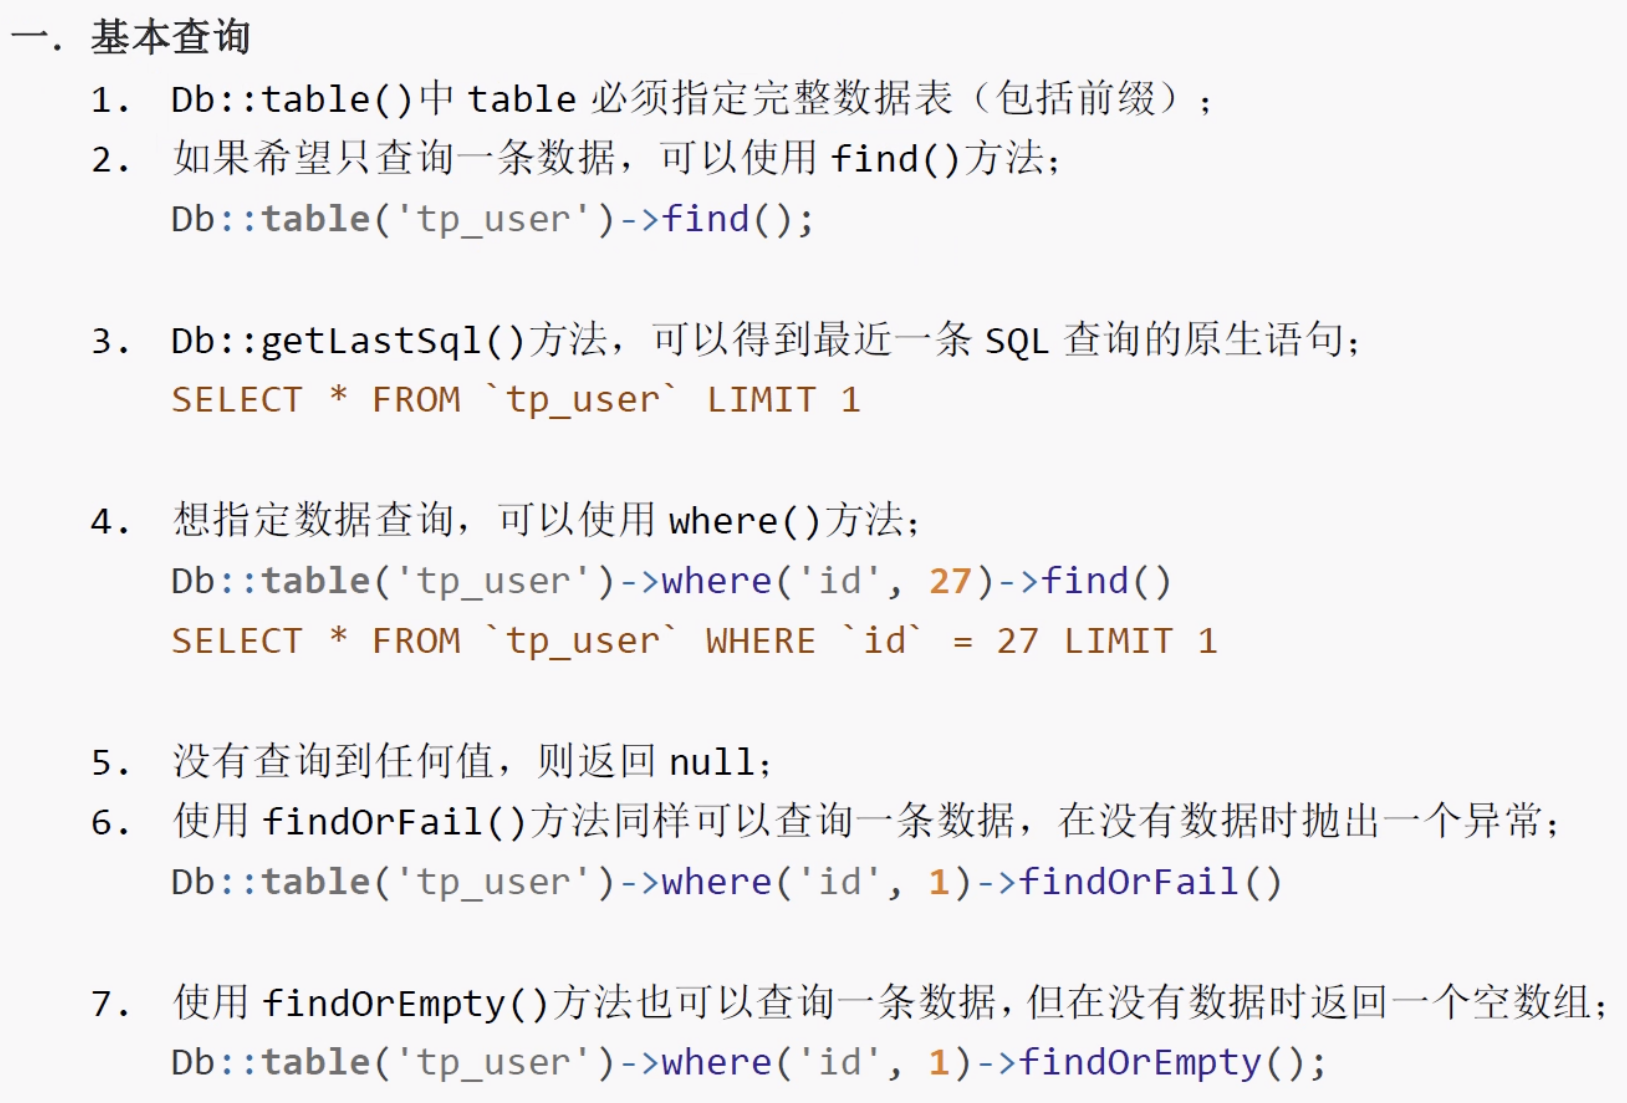 一. 基本查询
1. Db::table()中 table 必须指定完整数据表（包括前缀）;
2. 如果希望只查询一条数据，可以使用 find()方法;
Db::table('tp_user')->find();
3. Db::getLastSql()方法，可以得到最近一条 SQL 查询的原生语句;
SELECT * FROM `tp_user` LIMIT 1
4. 想指定数据查询，可以使用 where()方法;
Db::table('tp_user')->where('id', 27)->find()
SELECT * FROM `tp_user` WHERE `id` = 27 LIMIT 1
5. 没有查询到任何值，则返回 null;
6. 使用 findOrFail()方法同样可以查询一条数据，在没有数据时抛出一个异常;
Db::table('tp_user')->where('id', 1)->findOrFail()
7. 使用 findOrEmpty()方法也可以查询一条数据,但在没有数据时返回一个空数组;
Db::table('tp_user')->where('id', 1)->findOrEmpty();